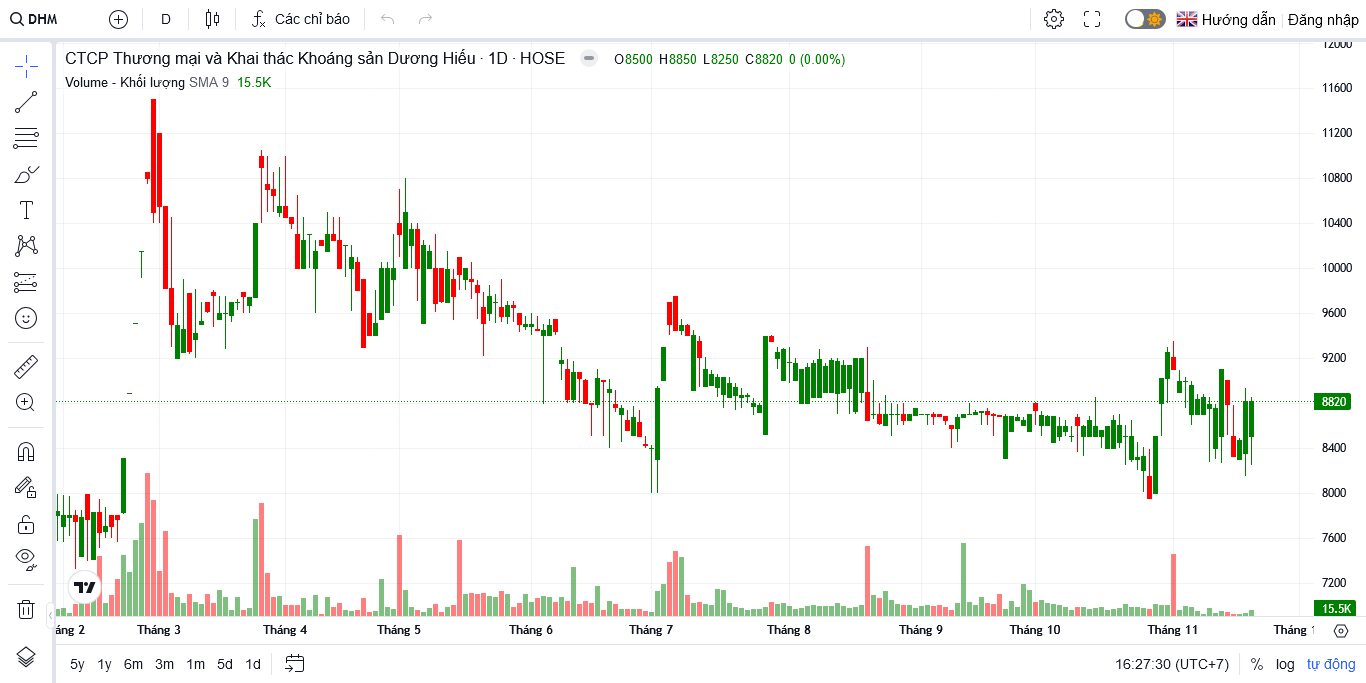 DHM
D
Các chỉ báo
Hướng dẫn
Đăng nhập
CTCP Thương mại và Khai thác Khoáng sản Dương Hiếu · 1D · HOSE
O8500 H8850 L8250 C8820 0 (0.00%)
Volume - Khối lượng SMA 9 15.5K
12000
11600
11200
10800
10400
10000
9600
9200
8820
8400
8000
7600
7200
15.5K
áng 2
Tháng 3
Tháng 4
Tháng 5
Tháng 6
Tháng 7
Tháng 8
Tháng 9
Tháng 10
Tháng 11
Tháng 1
5y 1y 6m 3m 1m 5d 1d
16:27:30 (UTC+7)
% log tự động